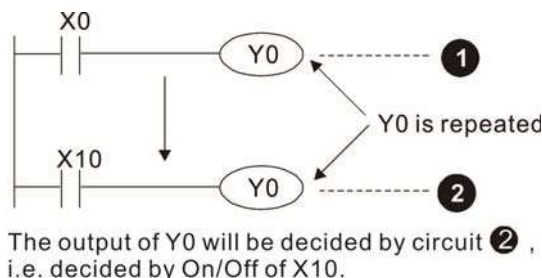 X0
Y0 1
Y0 is repeated
X10
Y0 2
The output of Y0 will be decided by circuit 2 ,
i.e. decided by On/Off of X10.